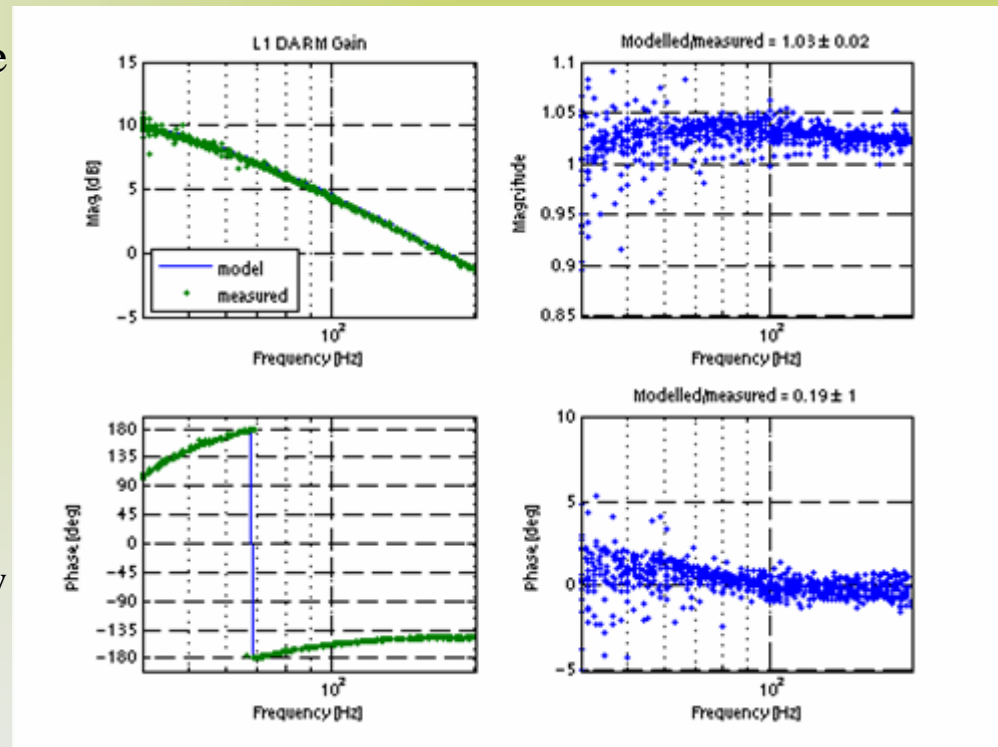 e
y
L1 DARM Gain
15
10
5
0
-5
Mag. (dB)
model
measured
10²
Frequency [Hz]
Modelled/measured = 1.03 ± 0.02
1.1
1.05
1
0.95
0.9
0.85
Magnitude
10²
Frequency [Hz]
180
135
90
45
0
-45
-90
-135
-180
Phase [deg]
10²
Frequency [Hz]
Modelled/measured = 0.19 ± 1
10
5
0
-5
Phase [deg]
10²
Frequency [Hz]